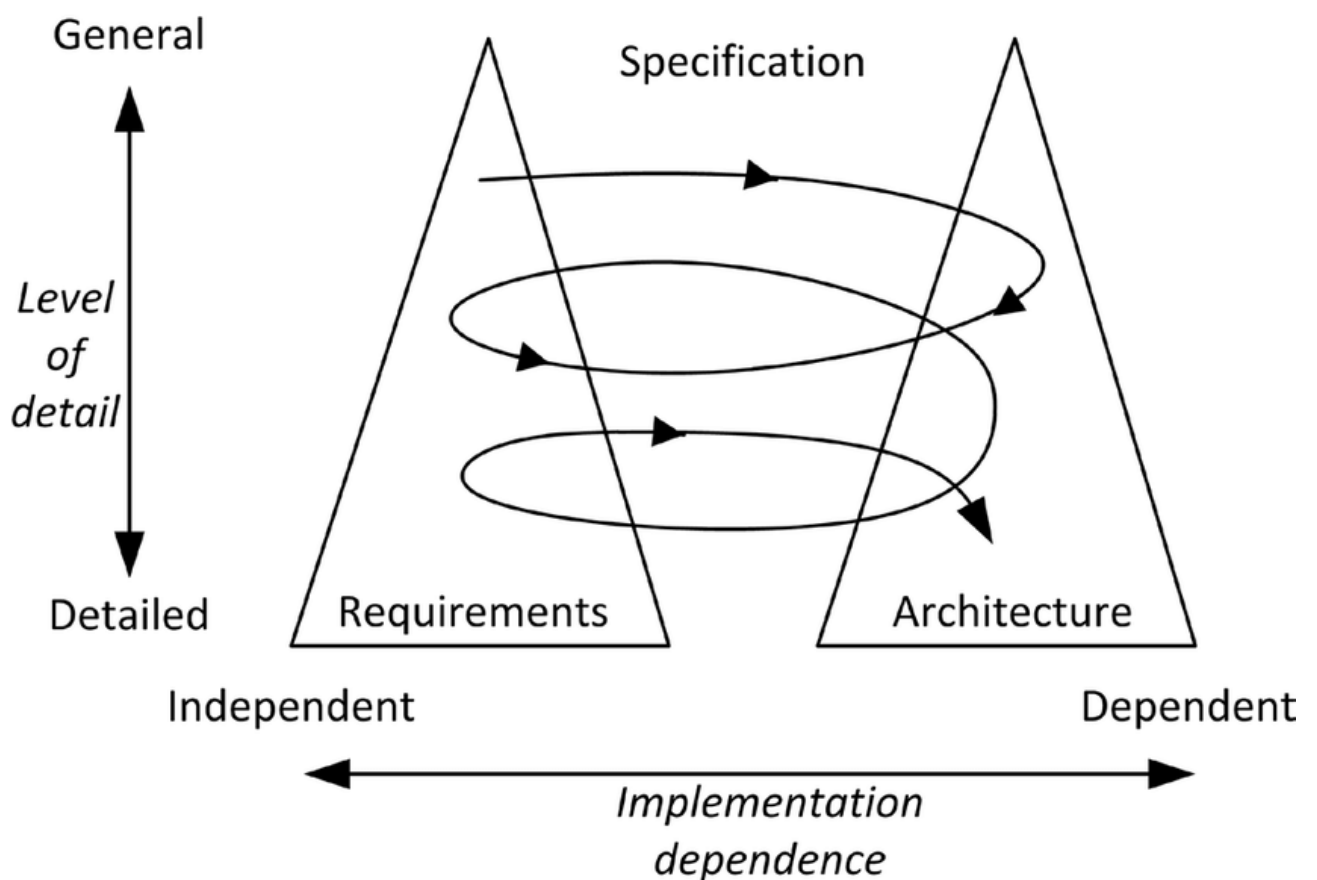 General
Specification
Level
of
detail
Detailed
Requirements
Architecture
Independent
Dependent
Implementation
dependence